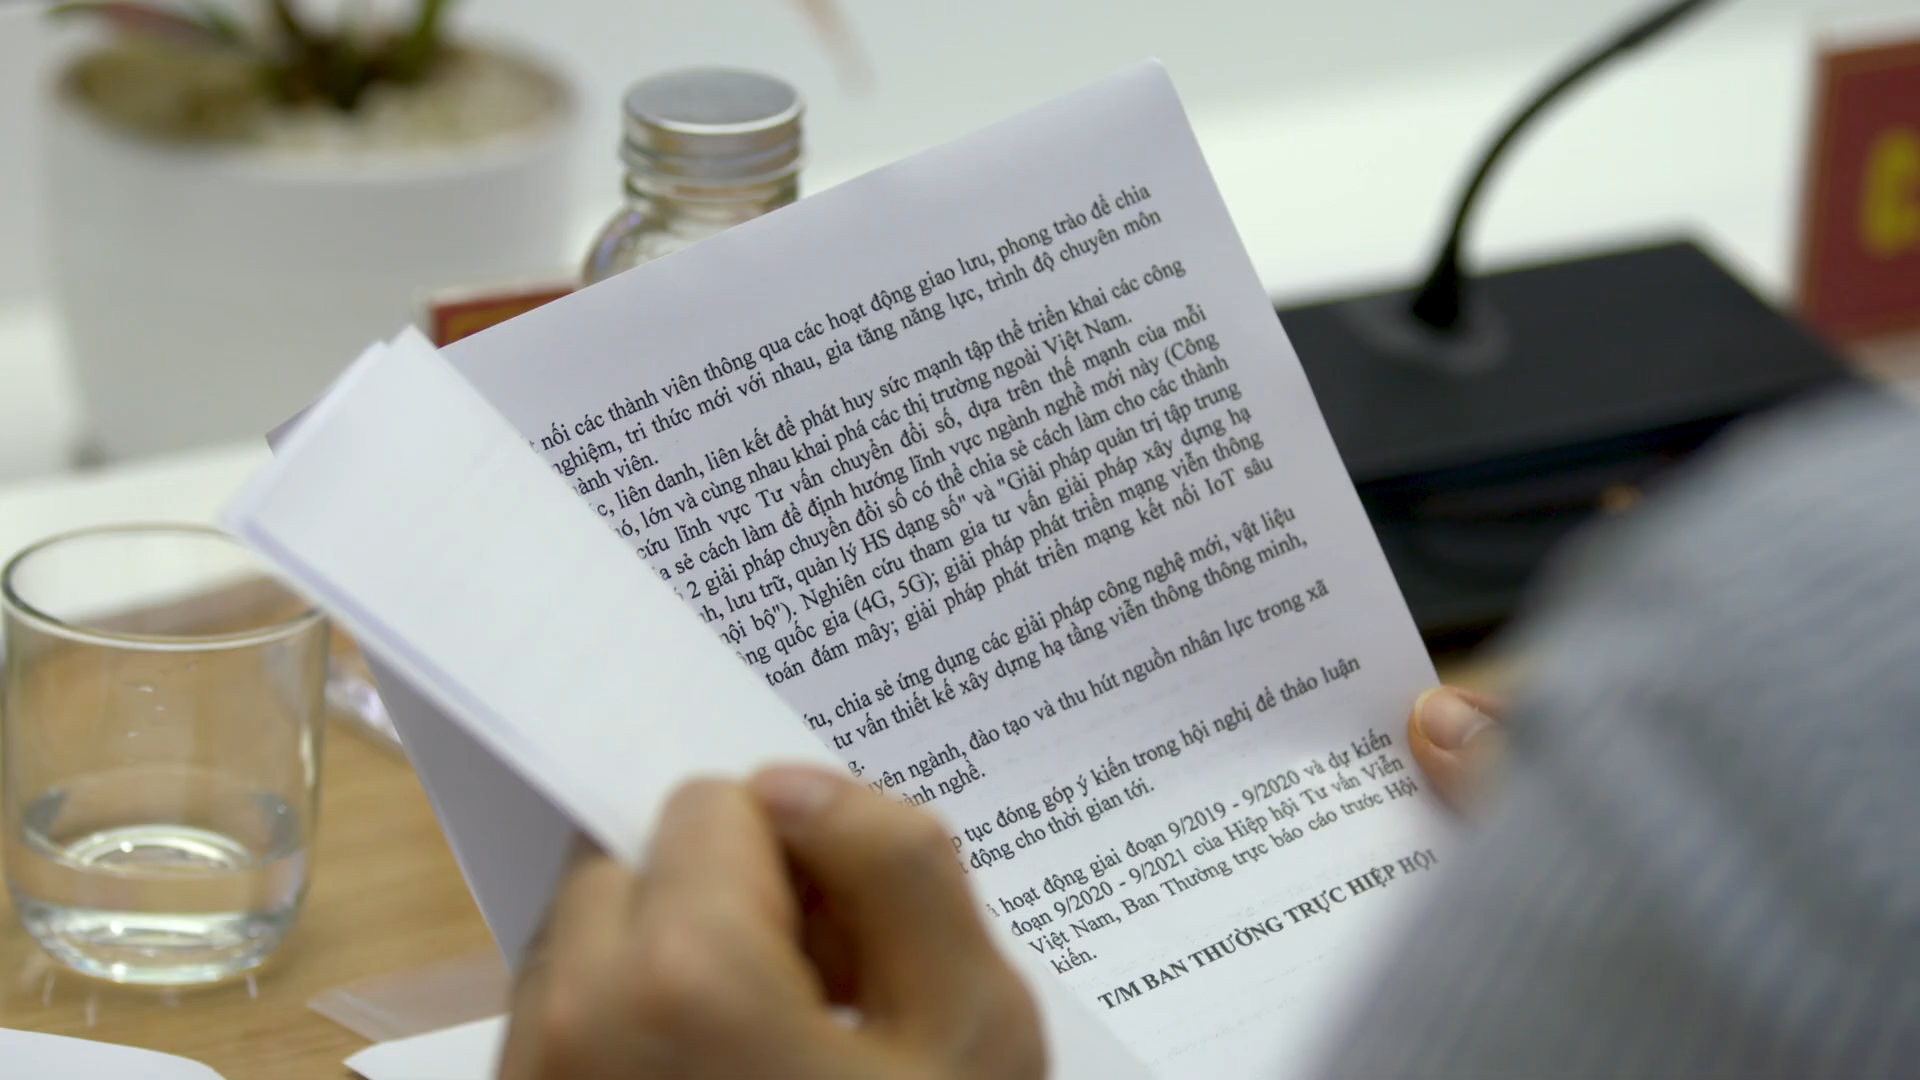 nối các thành viên thông qua các hoạt động giao lưu, phong trào để chia
nghiệm, tri thức mới với nhau, gia tăng năng lực, trình độ chuyên môn
ành viên.
liên danh, liên kết để phát huy sức mạnh tập thể triển khai các công
lớn và cùng nhau khai phá các thị trường ngoài Việt Nam.
cứu lĩnh vực Tư vấn chuyển đổi số, dựa trên thế mạnh của mỗi
sẻ cách làm để định hướng lĩnh vực ngành nghề mới này (Công
2 giải pháp chuyển đổi số có thể chia sẻ cách làm cho các thành
nh, lưu trữ, quản lý HS dạng số" và "Giải pháp quản trị tập trung
nội bộ"). Nghiên cứu tham gia tư vấn giải pháp xây dựng hạ
ng quốc gia (4G, 5G); giải pháp phát triển mạng viễn thông
toán đám mây; giải pháp phát triển mạng kết nối IoT sâu
ru, chia sẻ ứng dụng các giải pháp công nghệ mới, vật liệu
tư vấn thiết kế xây dựng hạ tầng viễn thông thông minh,
g.
yên ngành, đào tạo và thu hút nguồn nhân lực trong xã
ành nghề.
p tục đóng góp ý kiến trong hội nghị để thảo luận
động cho thời gian tới.
hoạt động giai đoạn 9/2019 - 9/2020 và dự kiến
đoạn 9/2020 - 9/2021 của Hiệp hội Tư vấn Viễn
Việt Nam, Ban Thường trực báo cáo trước Hội
kiến.
T/M BAN THƯỜNG TRỰC HIỆP HỘI
C